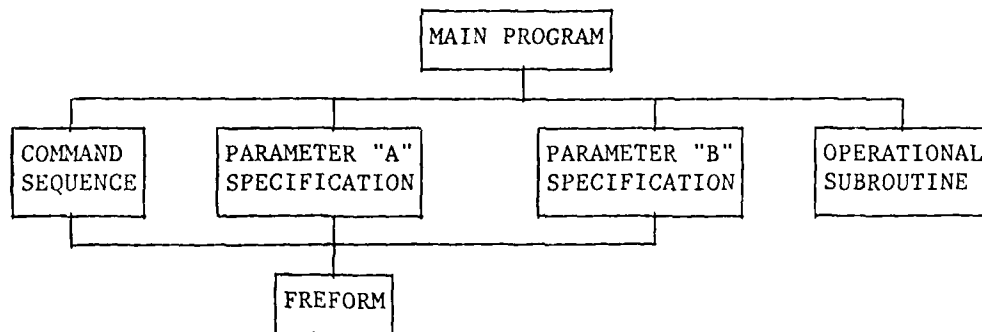 MAIN PROGRAM
COMMAND
SEQUENCE
PARAMETER "A"
SPECIFICATION
PARAMETER "B"
SPECIFICATION
OPERATIONAL
SUBROUTINE
FREFORM